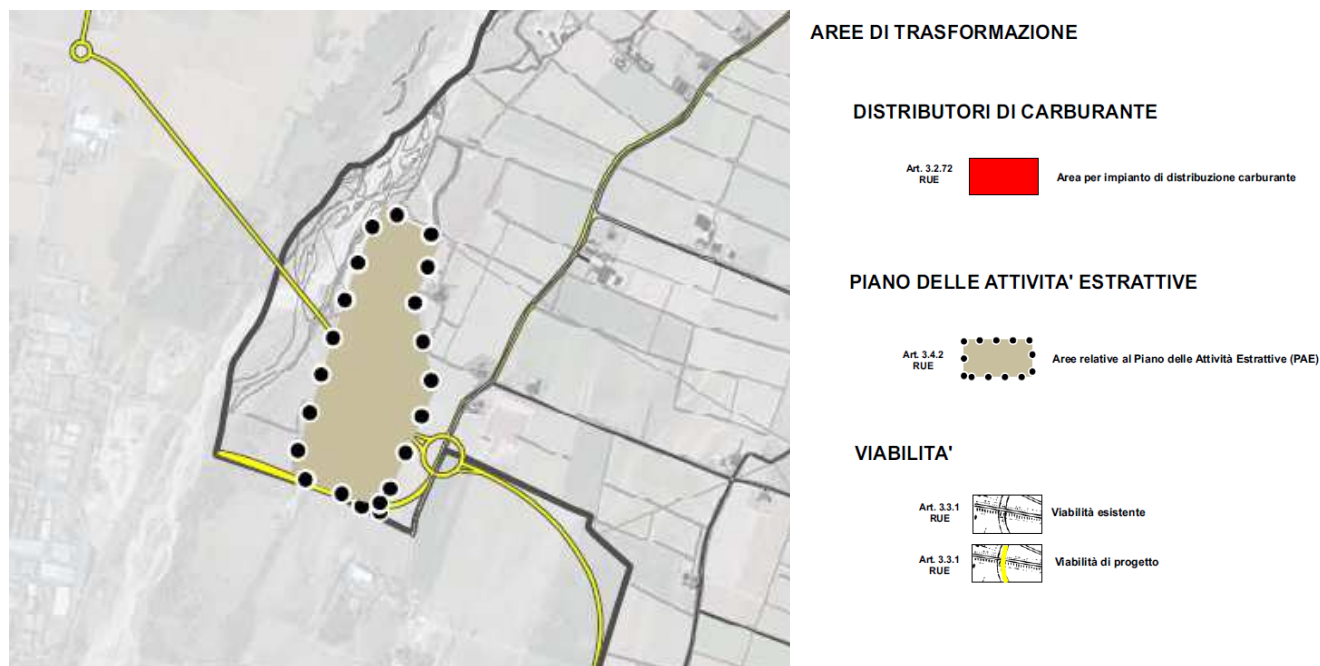 AREE DI TRASFORMAZIONE
DISTRIBUTORI DI CARBURANTE
Art. 3.2.72
RUE
Area per impianto di distribuzione carburante
PIANO DELLE ATTIVITA' ESTRATTIVE
Art. 3.4.2
RUE
Aree relative al Piano delle Attività Estrattive (PAE)
VIABILITA'
Art. 3.3.1
RUE
Viabilità esistente
Art. 3.3.1
RUE
Viabilità di progetto